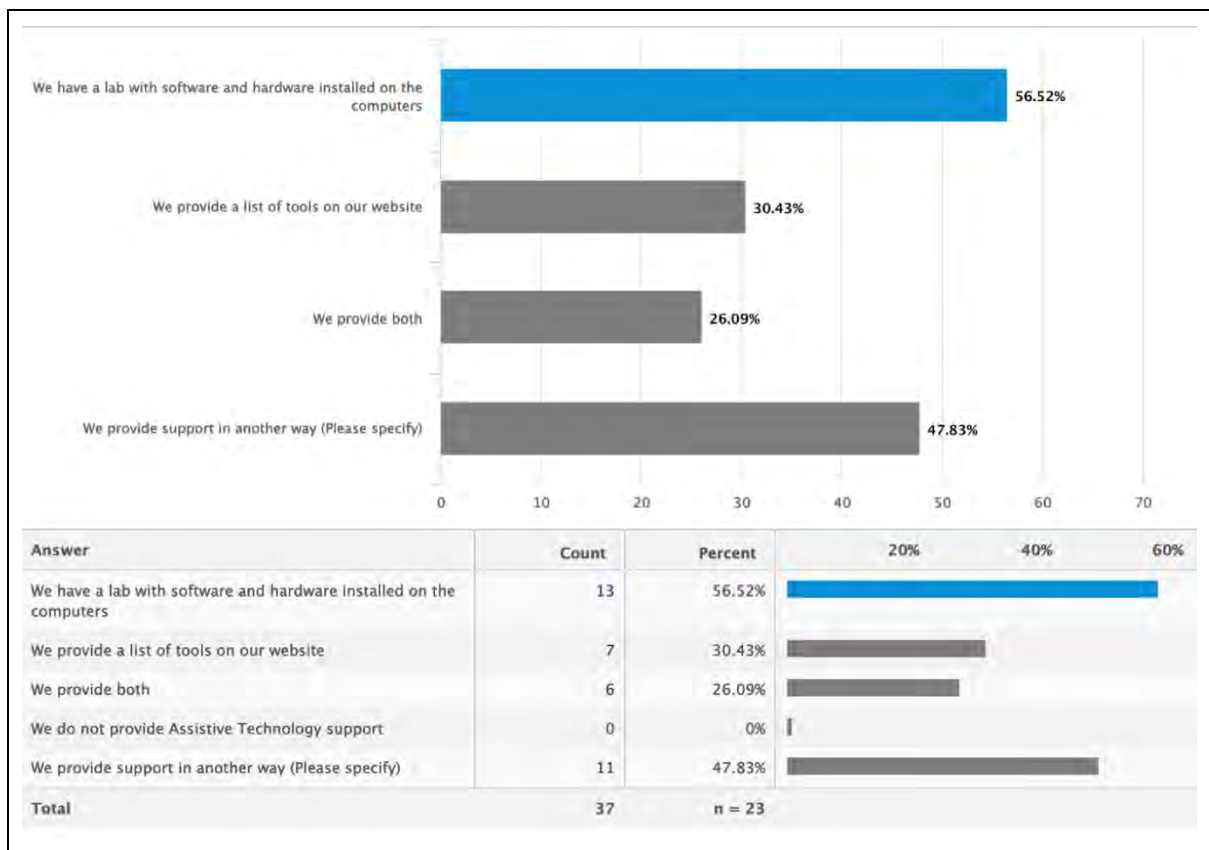 We have a lab with software and hardware installed on the
computers
56.52%
We provide a list of tools on our website
30.43%
We provide both
26.09%
We provide support in another way (Please specify)
47.83%
0 10 20 30 40 50 60 70
Answer Count Percent 20% 40% 60%
We have a lab with software and hardware installed on the 13 56.52%
computers
We provide a list of tools on our website 7 30.43%
We provide both 6 26.09%
We do not provide Assistive Technology support 0 0%
We provide support in another way (Please specify) 11 47.83%
Total 37 n = 23